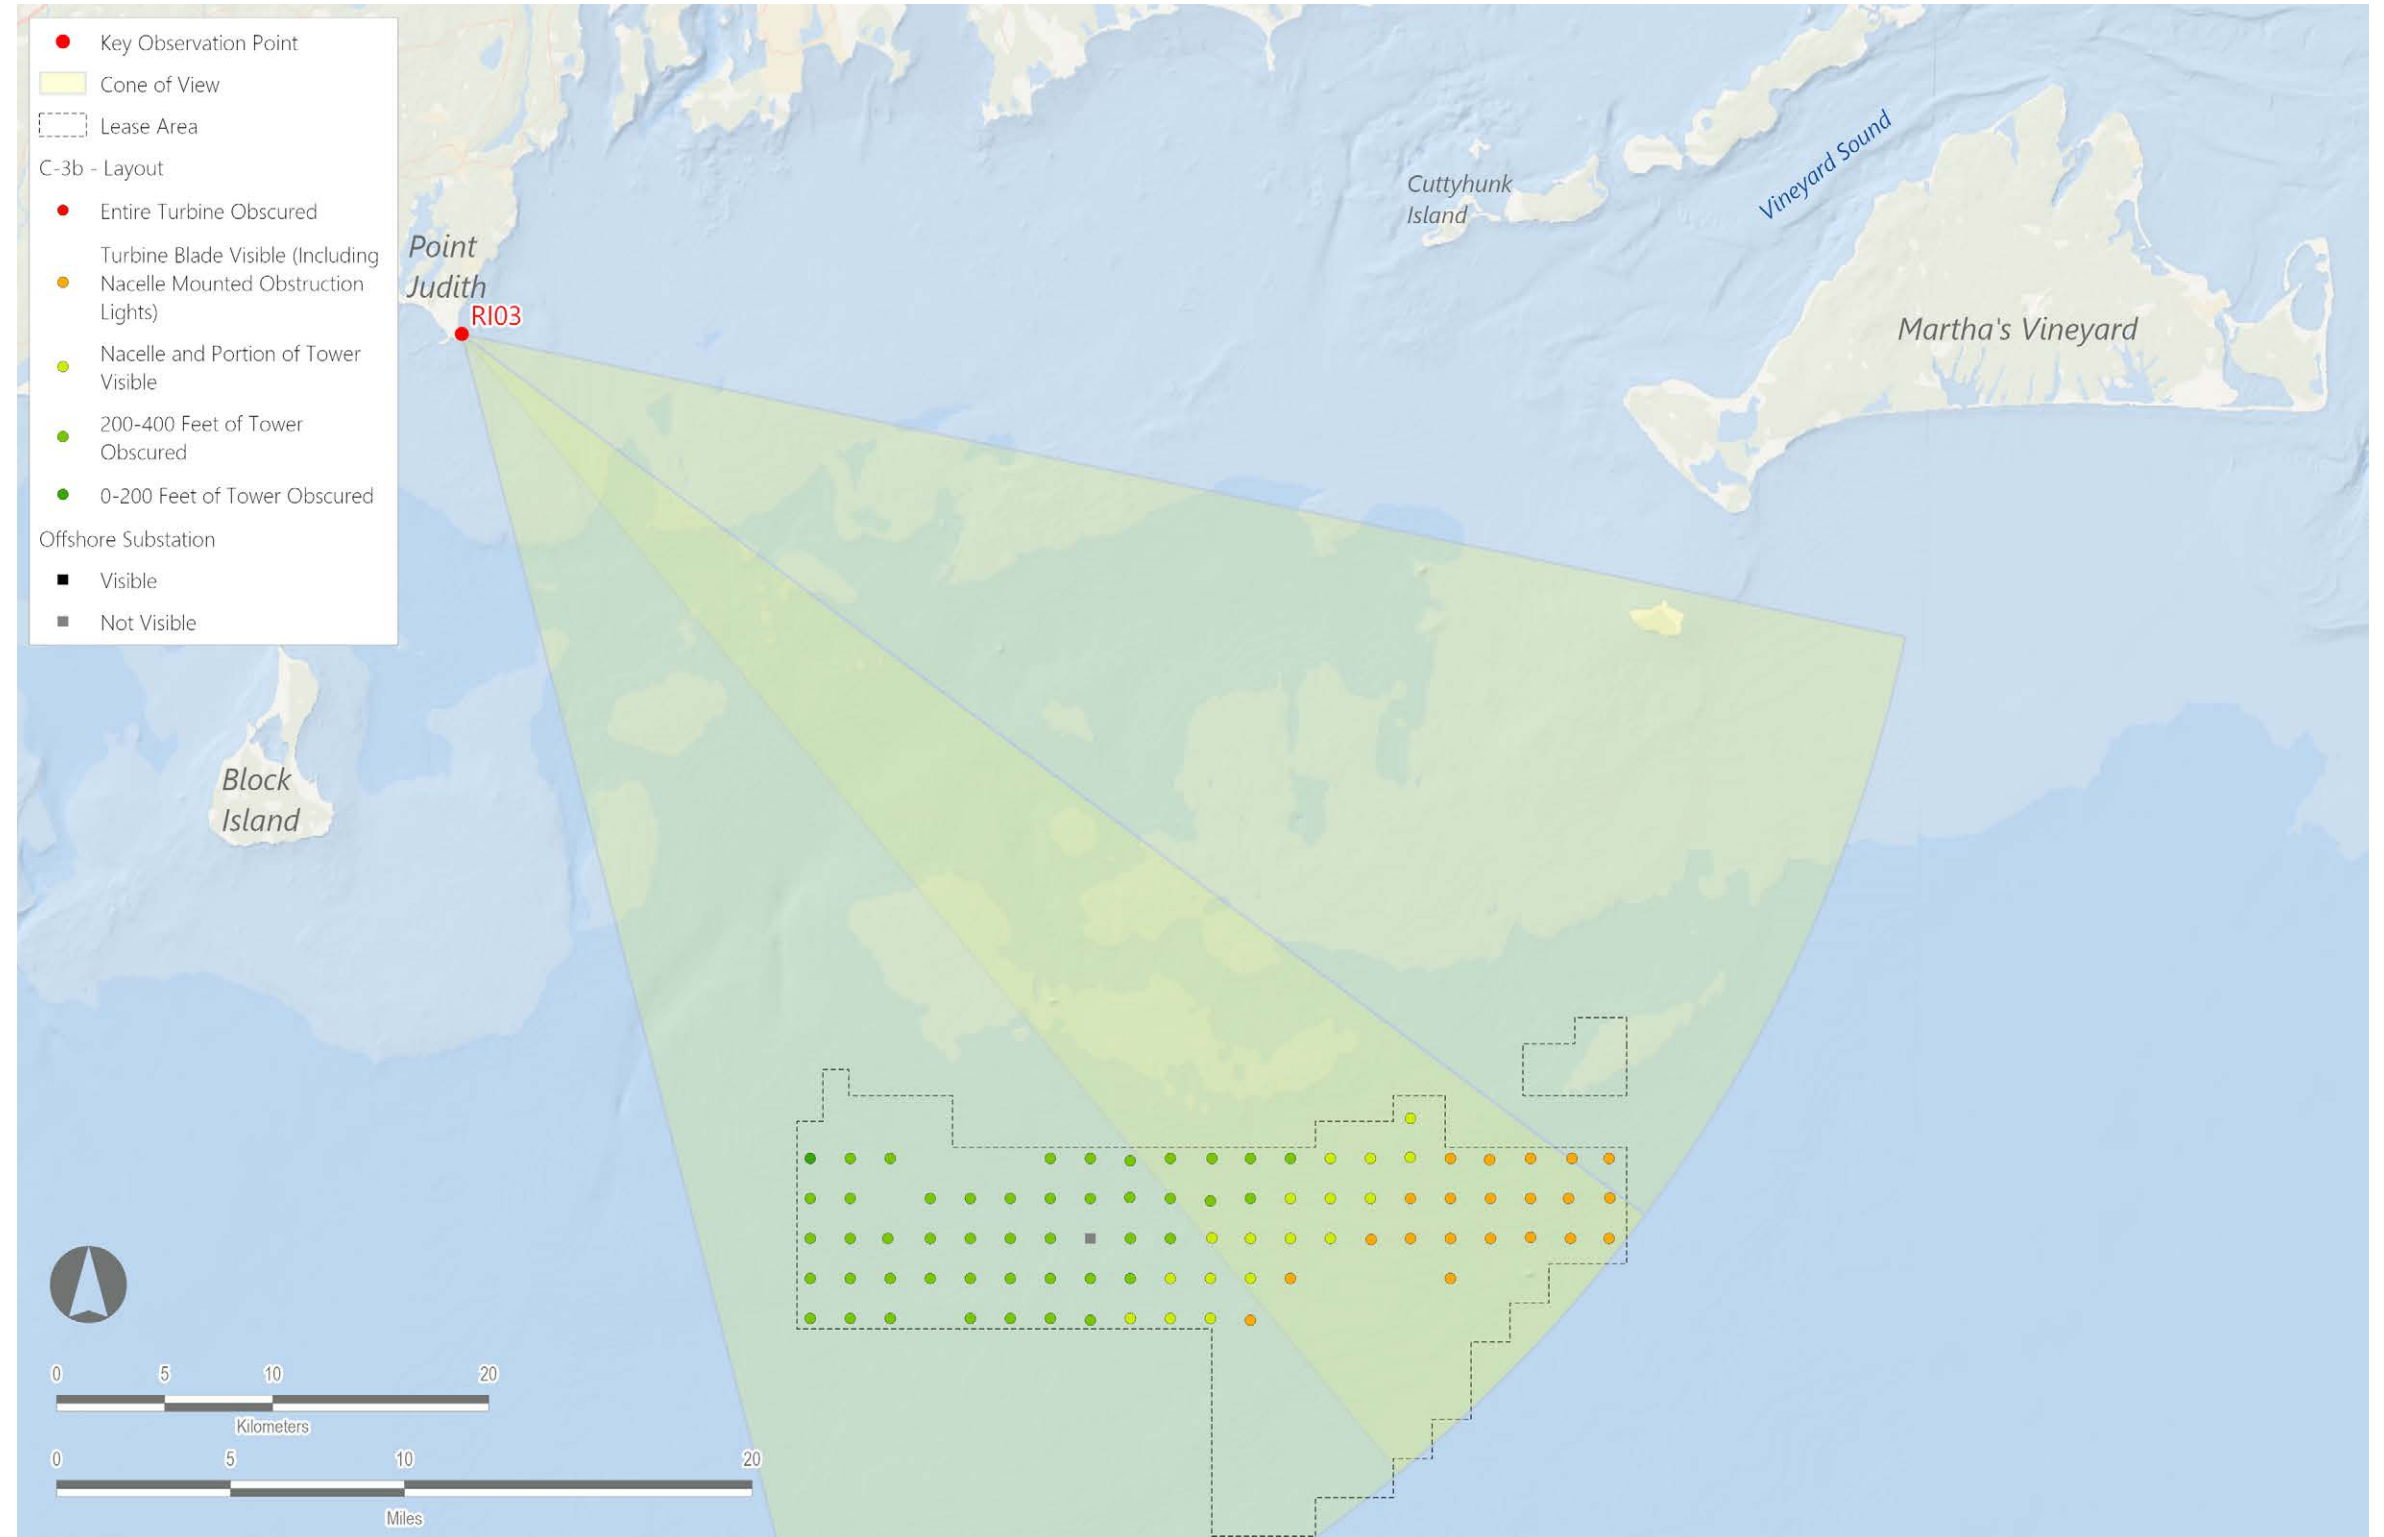 Key Observation Point
Cone of View
Lease Area
C-3b - Layout
Entire Turbine Obscured
Turbine Blade Visible (Including
Nacelle Mounted Obstruction
Lights)
Nacelle and Portion of Tower
Visible
200-400 Feet of Tower
Obscured
0-200 Feet of Tower Obscured
Offshore Substation
Visible
Not Visible
Point
Judith
RI03
Cuttyhunk
Island
Vineyard Sound
Martha's Vineyard
Block
Island
0 5 10 20
Kilometers
0 5 10 20
Miles